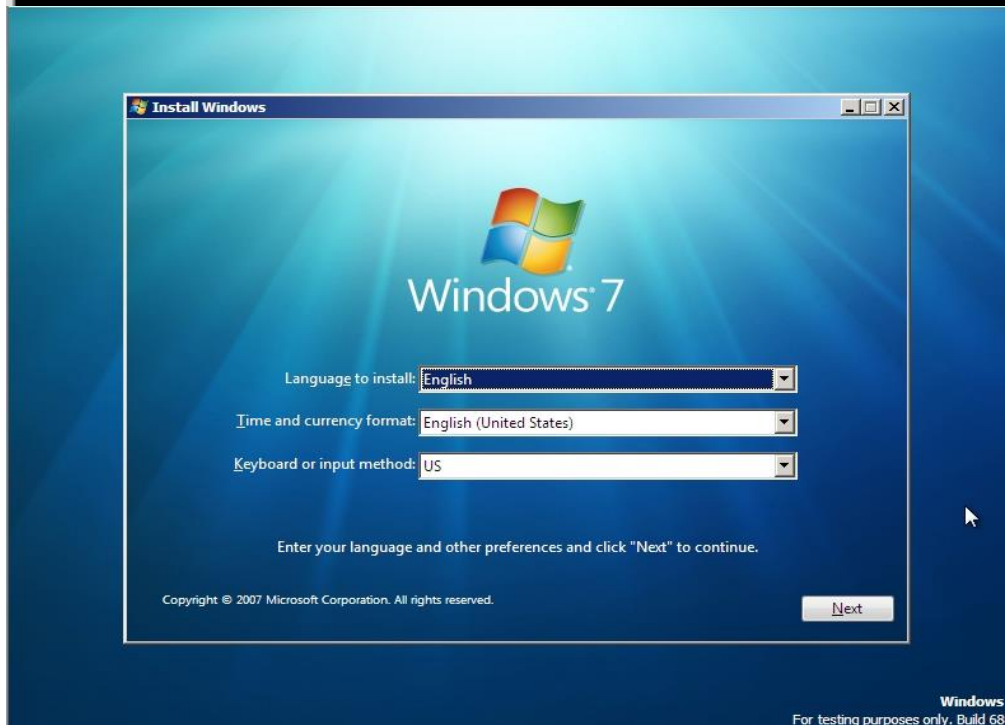 Install Windows
Windows® 7
Language to install: English
Time and currency format: English (United States)
Keyboard or input method: US
Enter your language and other preferences and click "Next" to continue.
Copyright © 2007 Microsoft Corporation. All rights reserved.
Next
Windows
For testing purposes only. Build 68